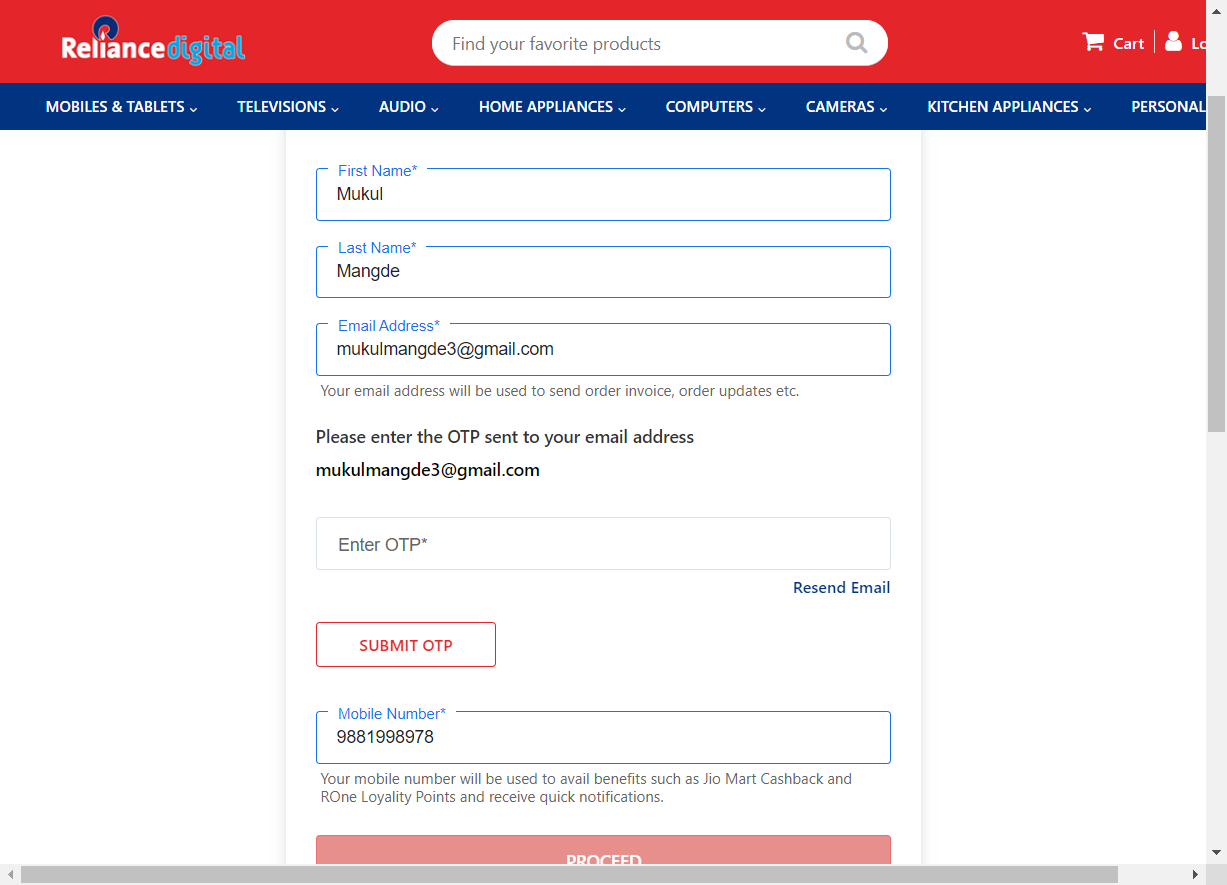 Reliance digital
Find your favorite products
Cart
Lo
MOBILES & TABLETS TELEVISIONS AUDIO HOME APPLIANCES COMPUTERS CAMERAS KITCHEN APPLIANCES PERSONAL
First Name*
Mukul
Last Name*
Mangde
Email Address*
mukulmangde3@gmail.com
Your email address will be used to send order invoice, order updates etc.
Please enter the OTP sent to your email address
mukulmangde3@gmail.com
Enter OTP*
Resend Email
SUBMIT OTP
Mobile Number*
9881998978
Your mobile number will be used to avail benefits such as Jio Mart Cashback and
ROne Loyality Points and receive quick notifications.
PROCEED